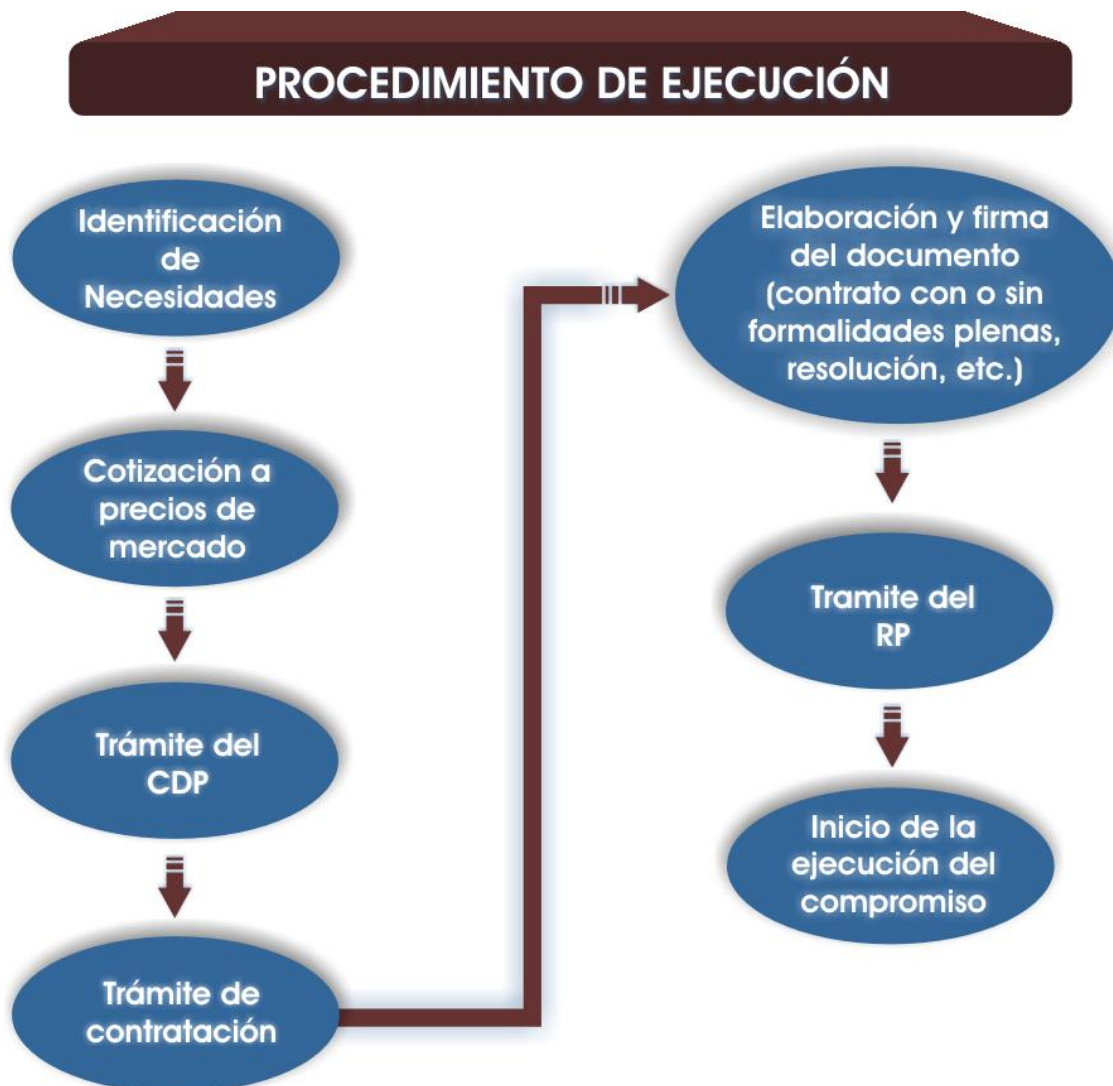 PROCEDIMIENTO DE EJECUCIÓN
Identificación
de
Necesidades
Cotización a
precios de
mercado
Trámite del
CDP
Trámite de
contratación
Elaboración y firma
del documento
(contrato con o sin
formalidades plenas,
resolución, etc.)
Tramite del
RP
Inicio de la
ejecución del
compromiso